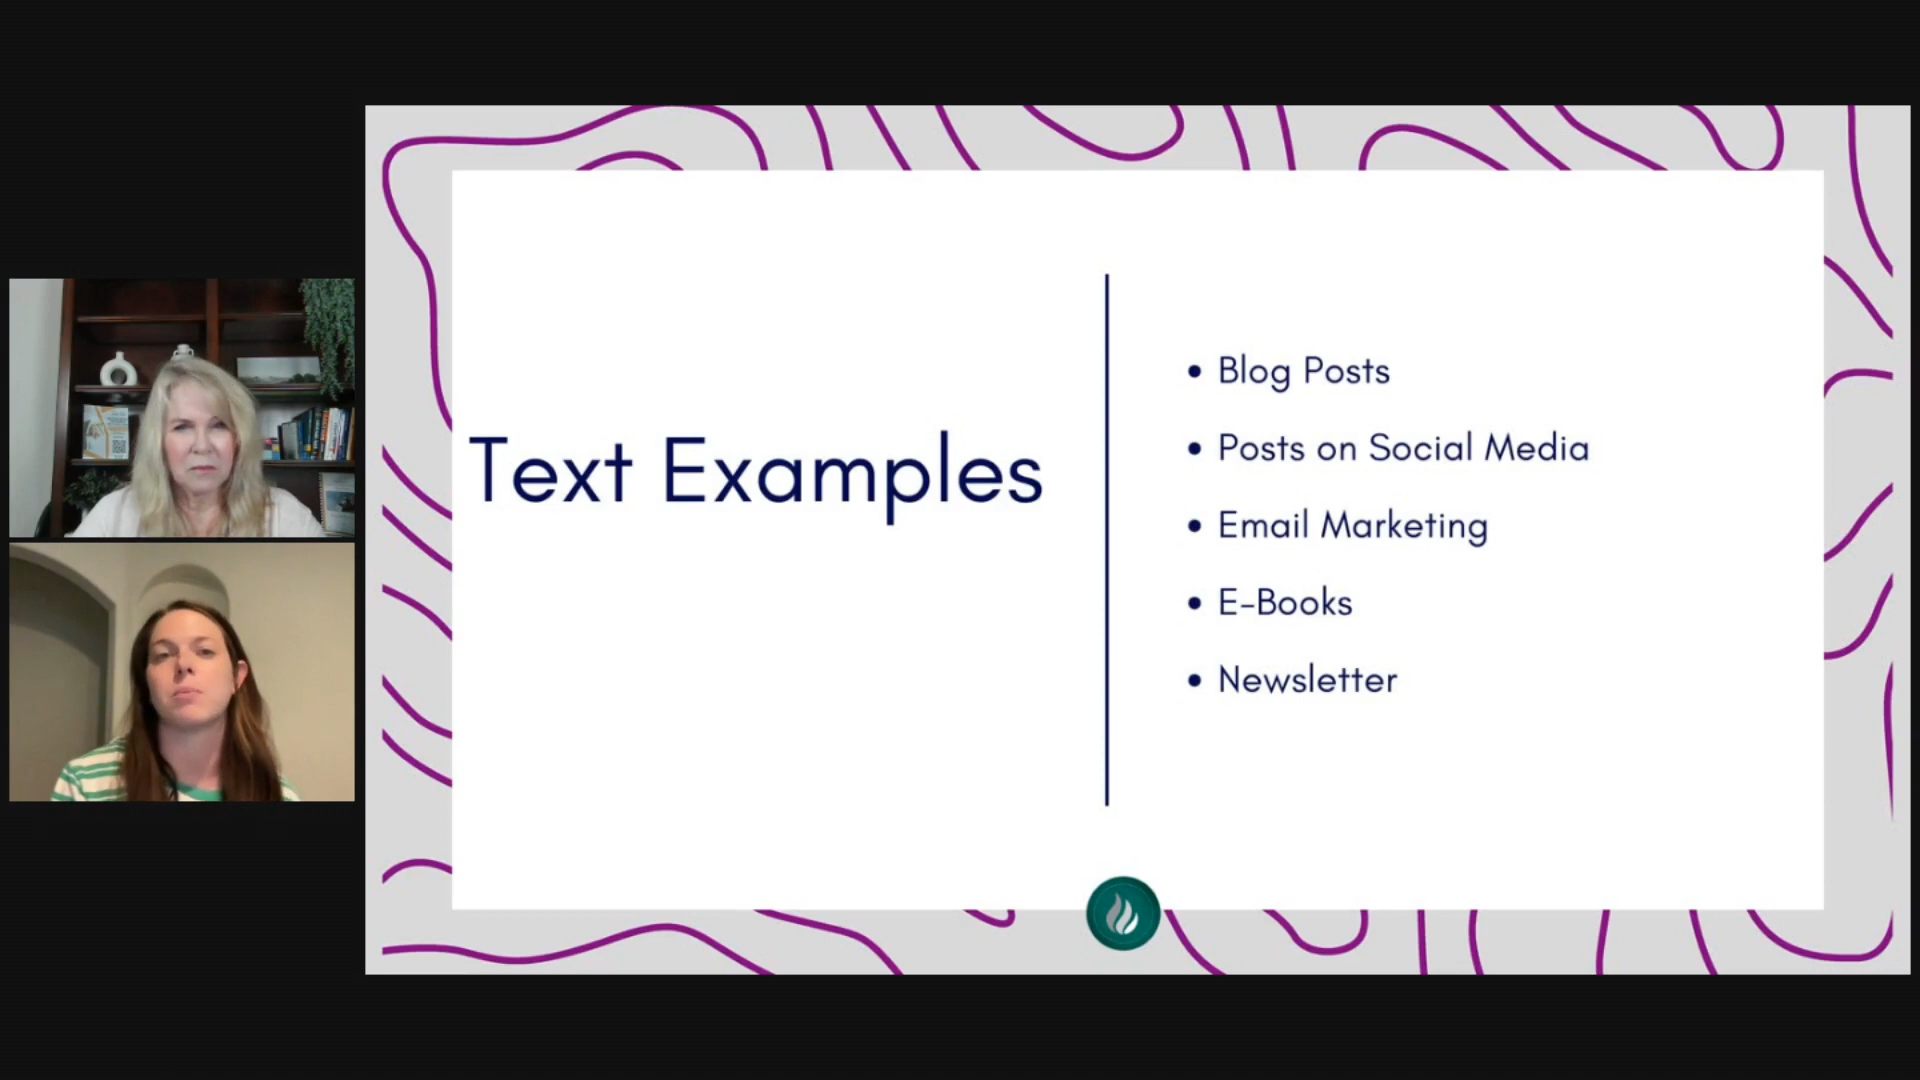 Text Examples
• Blog Posts
• Posts on Social Media
• Email Marketing
• E-Books
• Newsletter